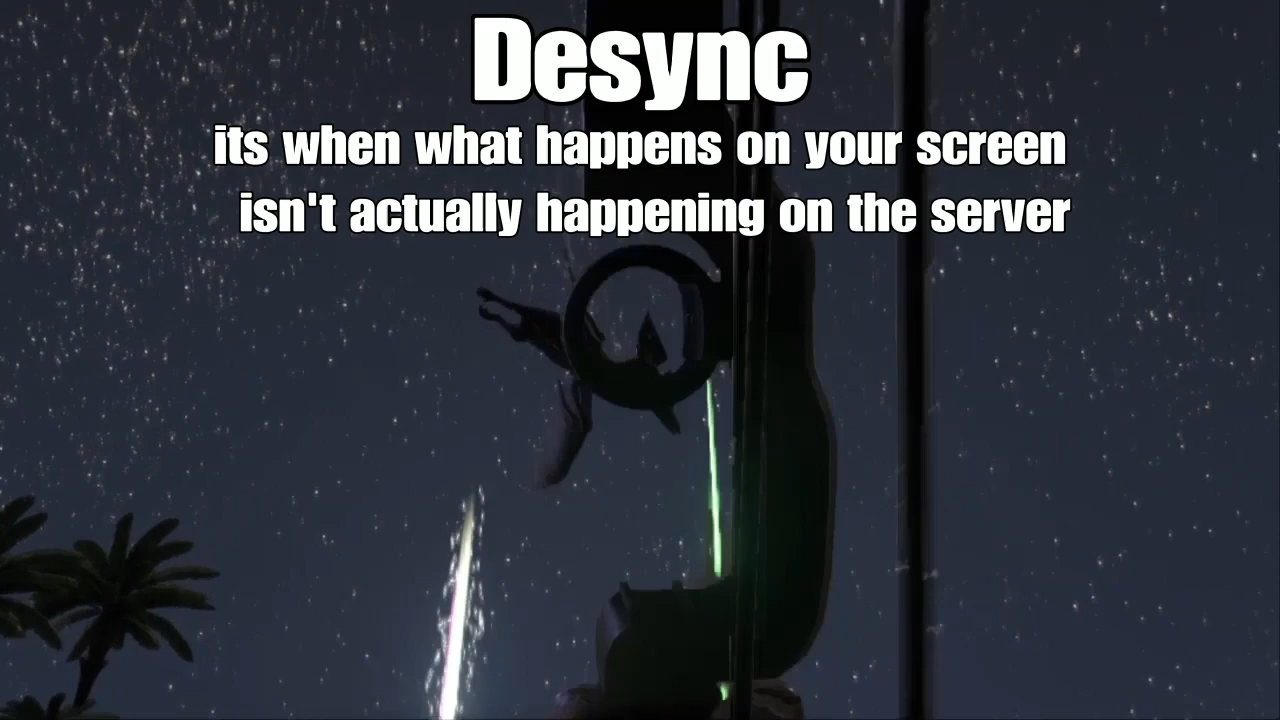 Desync
its when what happens on your screen
isn't actually happening on the server